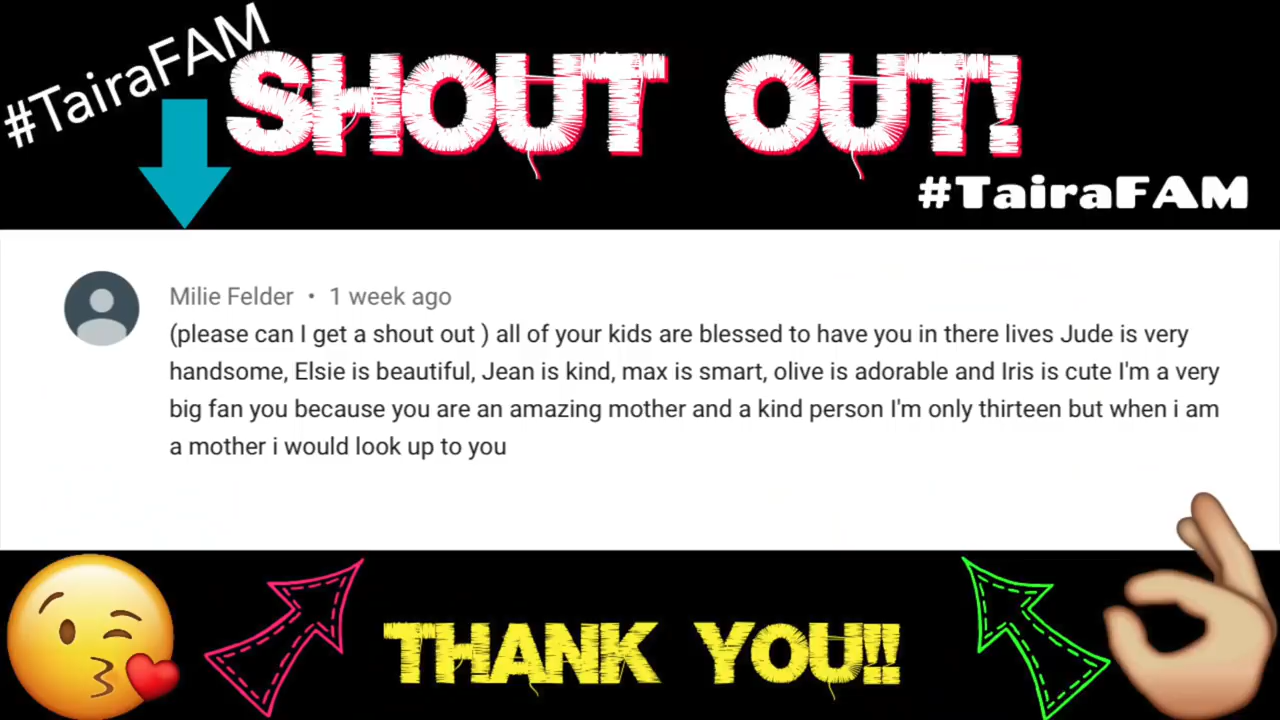 #TairaFAM
SHOUT OUT!
#TairaFAM
Milie Felder • 1 week ago
(please can I get a shout out ) all of your kids are blessed to have you in there lives Jude is very
handsome, Elsie is beautiful, Jean is kind, max is smart, olive is adorable and Iris is cute I'm a very
big fan you because you are an amazing mother and a kind person I'm only thirteen but when i am
a mother i would look up to you
THANK YOU!!